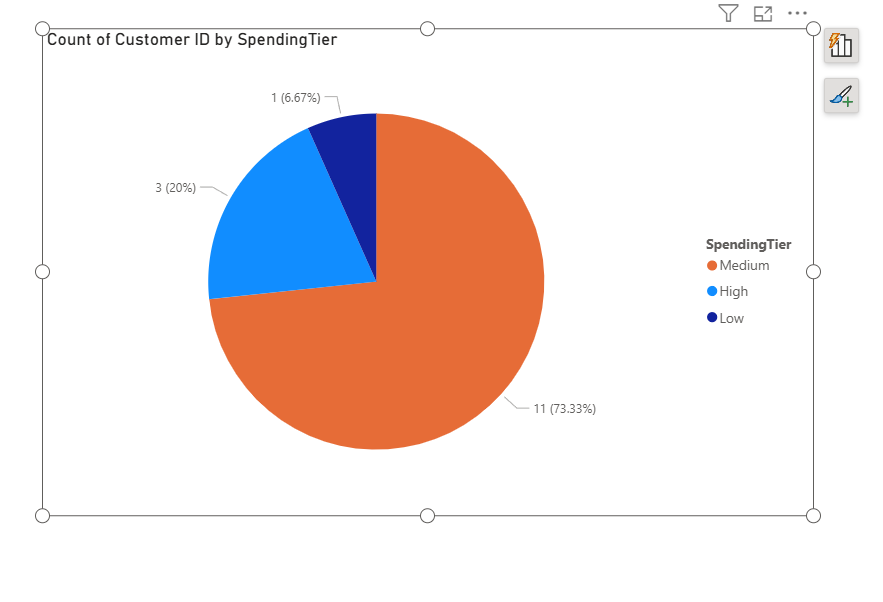 Count of Customer ID by SpendingTier
1 (6.67%)
3 (20%)
11 (73.33%)
SpendingTier
Medium
High
Low